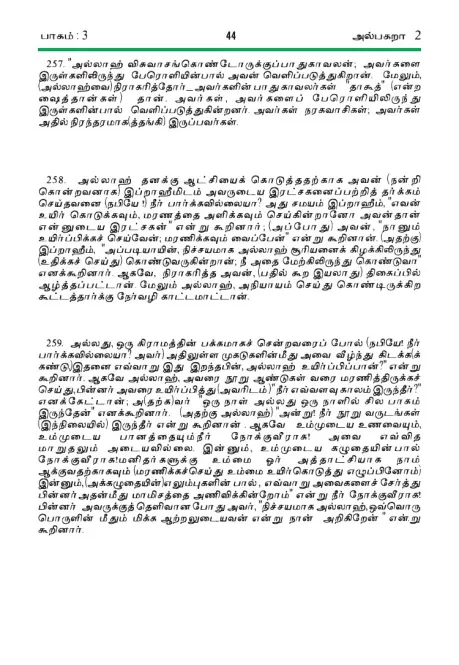 பாகம் : 3 44 அல்பகறா 2
257. "அல்லாஹ் விசுவாசங்கொண்டோருக்குப்பாதுகாவலன்; அவர்களை
இருள்களிலிருந்து பேரொளியின்பால் அவன் வெளிப்படுத்துகிறான். மேலும்,
(அல்லாஹ்வை)நிராகரித்தோர்_அவர்களின்பாதுகாவலர்கள் "தாகூத்" (என்ற
ஷைத்தான்கள்) தான். அவர்கள், அவர்களைப் பேரொளியிலிருந்து
இருள்களின்பால் வெளிப்படுத்துகின்றனர். அவர்கள் நரகவாசிகள்; அவர்கள்
அதில் நிரந்தரமாக(தங்கி) இருப்பவர்கள்.
258. அல்லாஹ் தனக்கு ஆட்சியைக் கொடுத்ததற்காக அவன் (நன்றி
கொன்றவனாக) இப்றாஹீமிடம் அவருடைய இரட்சகனைப்பற்றித் தர்க்கம்
செய்தவனை (நபியே !) நீர் பார்க்கவில்லையா? அது சமயம் இப்றாஹீம், "எவன்
உயிர் கொடுக்கவும், மரணத்தை அளிக்கவும் செய்கின்றானோ அவன்தான்
என்னுடைய இரட்சகன்" என்று கூறினார் ; (அப்போது) அவன், "நானும்
உயிர்ப்பிக்கச் செய்வேன்; மரணிக்கவும் வைப்பேன்" என்று கூறினான். (அதற்கு)
இப்றாஹீம், "அப்படியாயின், நிச்சயமாக அல்லாஹ் சூரியனைக் கிழக்கிலிருந்து
(உதிக்கச் செய்து) கொண்டுவருகின்றான்; நீ அதை மேற்கிலிருந்து கொண்டுவா"
எனக்கூறினார். ஆகவே, நிராகரித்த அவன், (பதில் கூற இயலாது) திகைப்பில்
ஆழ்த்தப்பட்டான். மேலும் அல்லாஹ், அநியாயம் செய்து கொண்டிருக்கிற
கூட்டத்தார்க்கு நேர்வழி காட்டமாட்டான்.
259. அல்லது, ஒரு கிராமத்தின் பக்கமாகச் சென்றவரைப் போல் (நபியே! நீர்
பார்க்கவில்லையா? அவர்) அதிலுள்ள முகடுகளின்மீது அவை வீழ்ந்து கிடக்க(க்
கண்டு)இதனை எவ்வாறு இது இறந்தபின், அல்லாஹ் உயிர்ப்பிப்பான்?" என்று
கூறினார். ஆகவே அல்லாஹ், அவரை நூறு ஆண்டுகள் வரை மரணித்திருக்கச்
செய்து,பின்னர் அவரை உயிர்ப்பித்து(அவரிடம்)"நீர் எவ்வளவு காலம் இருந்தீர்?"
எனக்கேட்டான்; அ(தற்க)வர் ஒரு நாள் அல்லது ஒரு நாளில் சில பாகம்
இருந்தேன்" எனக்கூறினார். (அதற்கு அல்லாஹ்) "அன்று! நீர் நூறு வருடங்கள்
(இந்நிலையில்) இருந்தீர் என்று கூறினான் . ஆகவே உம்முடைய உணவையும்,
உம்முடைய பானத்தையும்நீர் நோக்குவீராக! அவை எவ்வித
மாறுதலும் அடையவில்லை. இன்னும், உம்முடைய கழுதையின்பால்
நோக்குவீராக!மனிதர்களுக்கு உம்மை ஓர் அத்தாட்சியாக நாம்
ஆக்குவதற்காகவும் (மரணிக்கச்செய்து உம்மை உயிர்கொடுத்து எழுப்பினோம்)
இன்னும்,(அக்கழுதையின்)எலும்புகளின் பால் , எவ்வாறு அவைகளைச் சேர்த்து
பின்னர் அதன்மீது மாமிசத்தை அணிவிக்கின்றோம்" என்று நீர் நோக்குவீராக!
பின்னர் அவருக்குத்தெளிவானபோது அவர், "நிச்சயமாக அல்லாஹ்,ஒவ்வொரு
பொருளின் மீதும் மிக்க ஆற்றலுடையவன் என்று நான் அறிகிறேன்" என்று
கூறினார்.